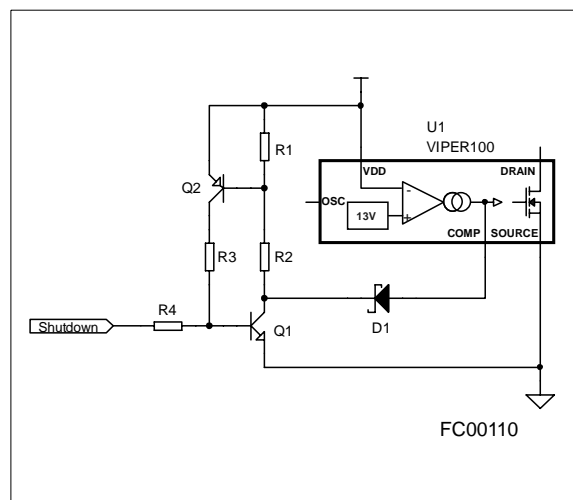 U1
VIPER100
R1
VDD
DRAIN
Q2
OSC
-
13V
+
COMP
SOURCE
R3
R2
R4
D1
Shutdown
Q1
FC00110